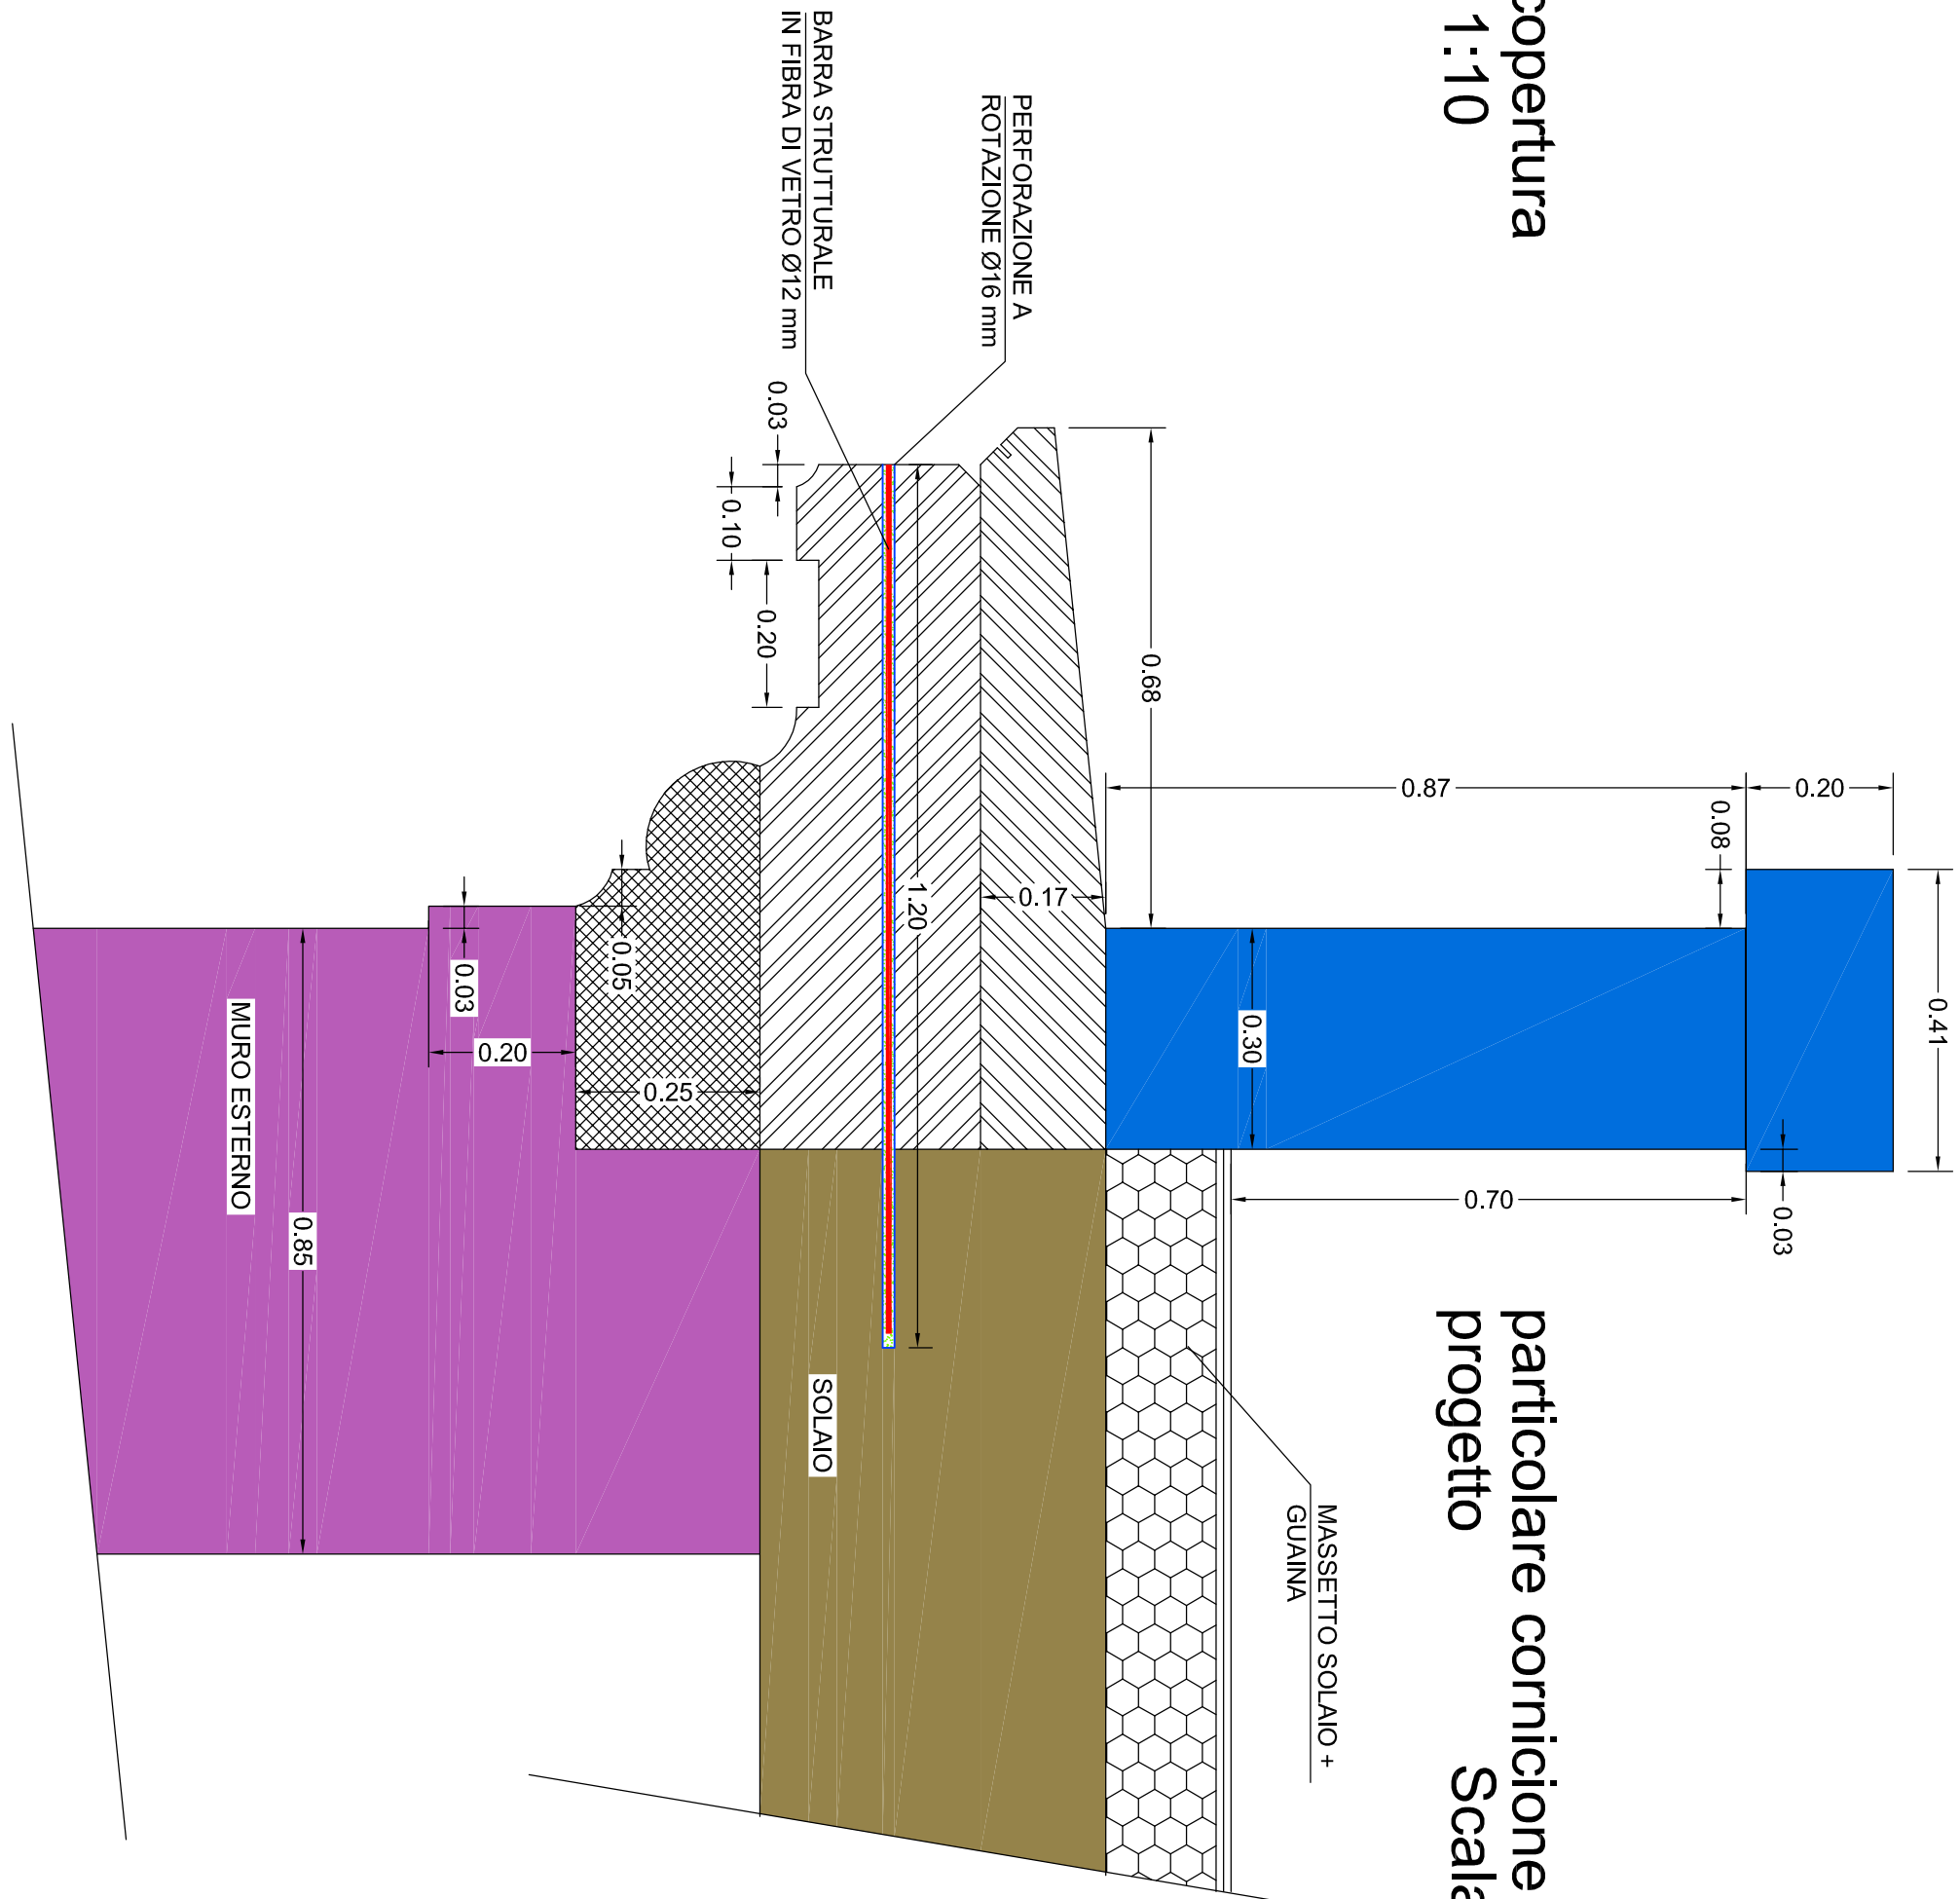 0.41
0.20
0.03
0.08
copertura
1:10
particolare cornicione
progetto
Scala
0.70
0.87
0.30
MASSETTO SOLAIO +
GUAINA
0.68
0.17
PERFORAZIONE A
ROTAZIONE Ø16 mm
1.20
BARRA STRUTTURALE
IN FIBRA DI VETRO Ø12 mm
SOLAIO
0.03
0.20
0.10
0.25
0.05
0.20
0.03
0.85
MURO ESTERNO